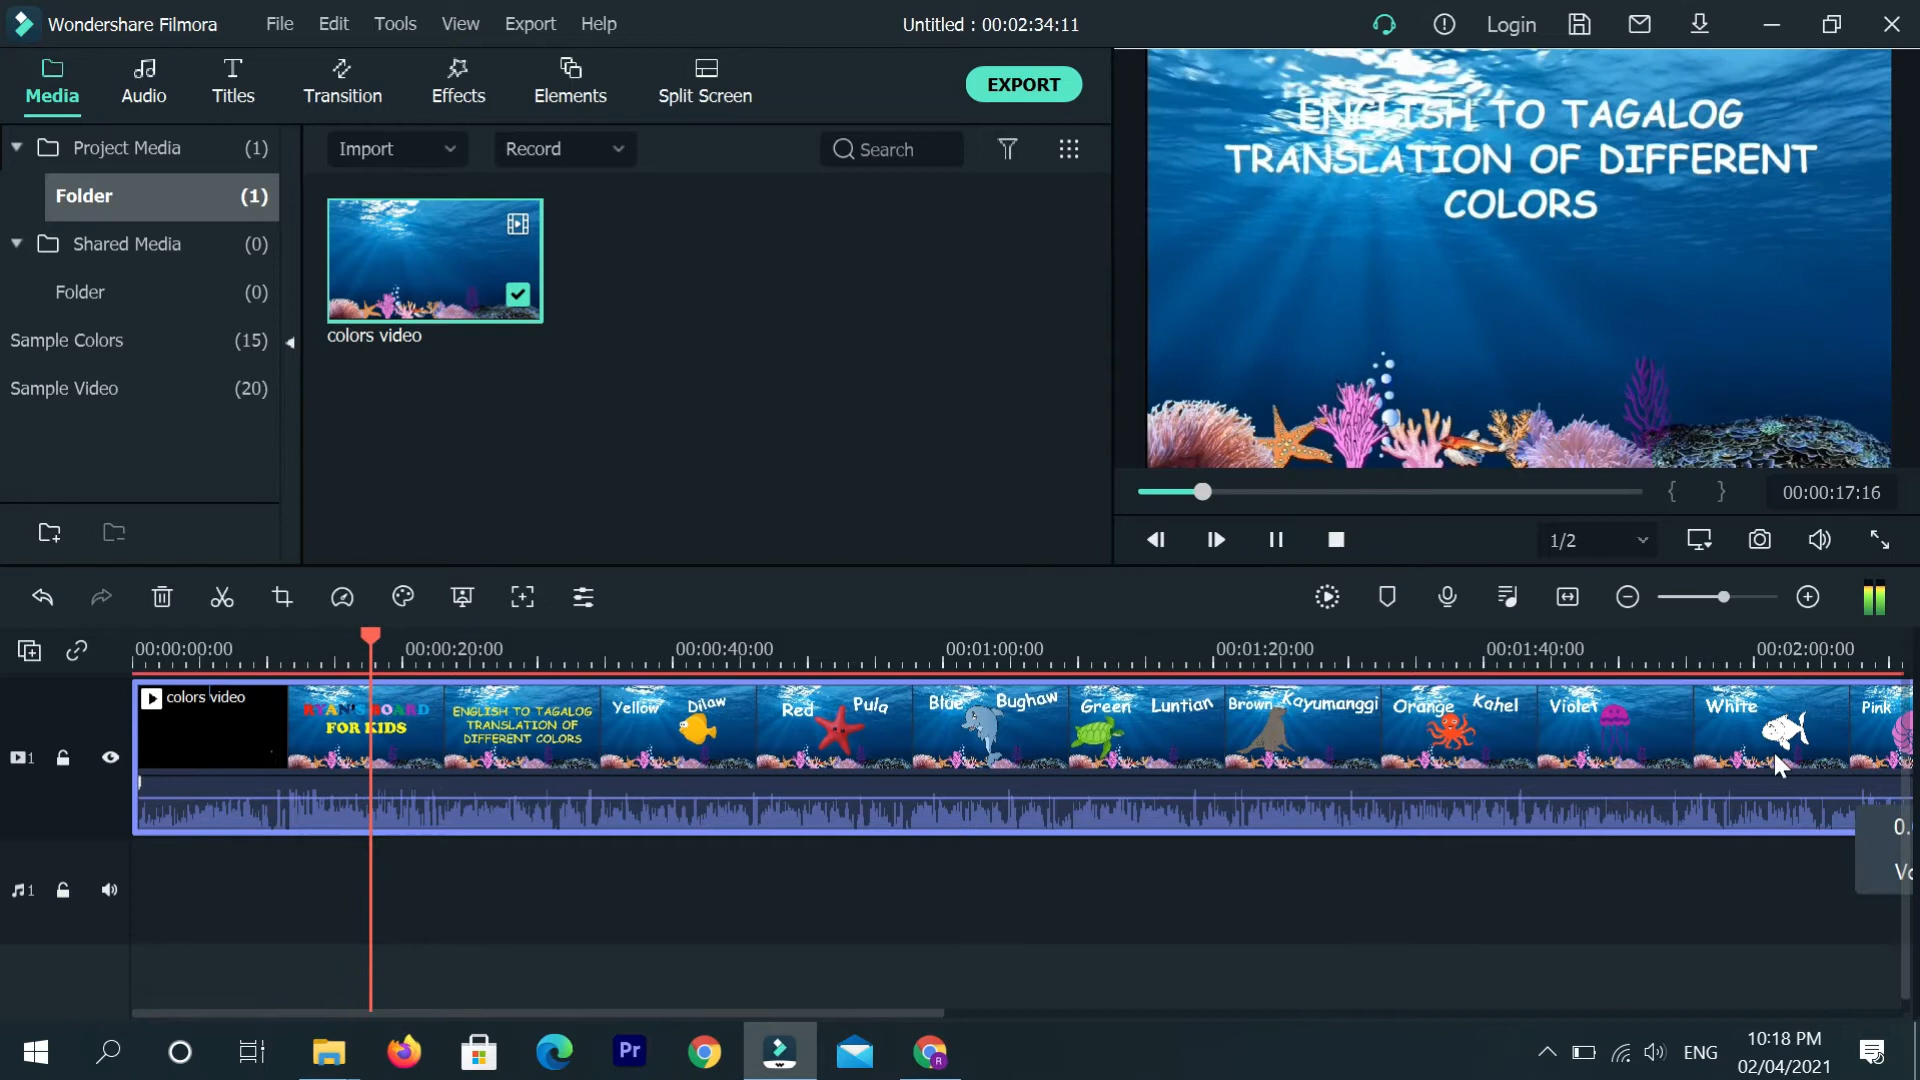 Wondershare Filmora
File Edit Tools View Export Help
Untitled : 00:02:34:11
Login
Media Audio Titles Transition Effects Elements Split Screen
EXPORT
Project Media (1)
Folder (1)
Shared Media (0)
Folder (0)
Sample Colors (15)
Sample Video (20)
Import Record Search
colors video
ENGLISH TO TAGALOG
TRANSLATION OF DIFFERENT
COLORS
00:00:17:16
1/2
00:00:00:00 00:00:20:00 00:00:40:00 00:01:00:00 00:01:20:00 00:01:40:00 00:02:00:00
colors video
RYAN'S BOARD
FOR KIDS
ENGLISH TO TAGALOG
TRANSLATION OF
DIFFERENT COLORS
Yellow Dilaw
Red Pula
Blue Bughaw
Green Luntian
Brown Kayumanggi
Orange Kahel
Violet
White
Pink
1
1
0.
Pr
R
ENG
10:18 PM
02/04/2021